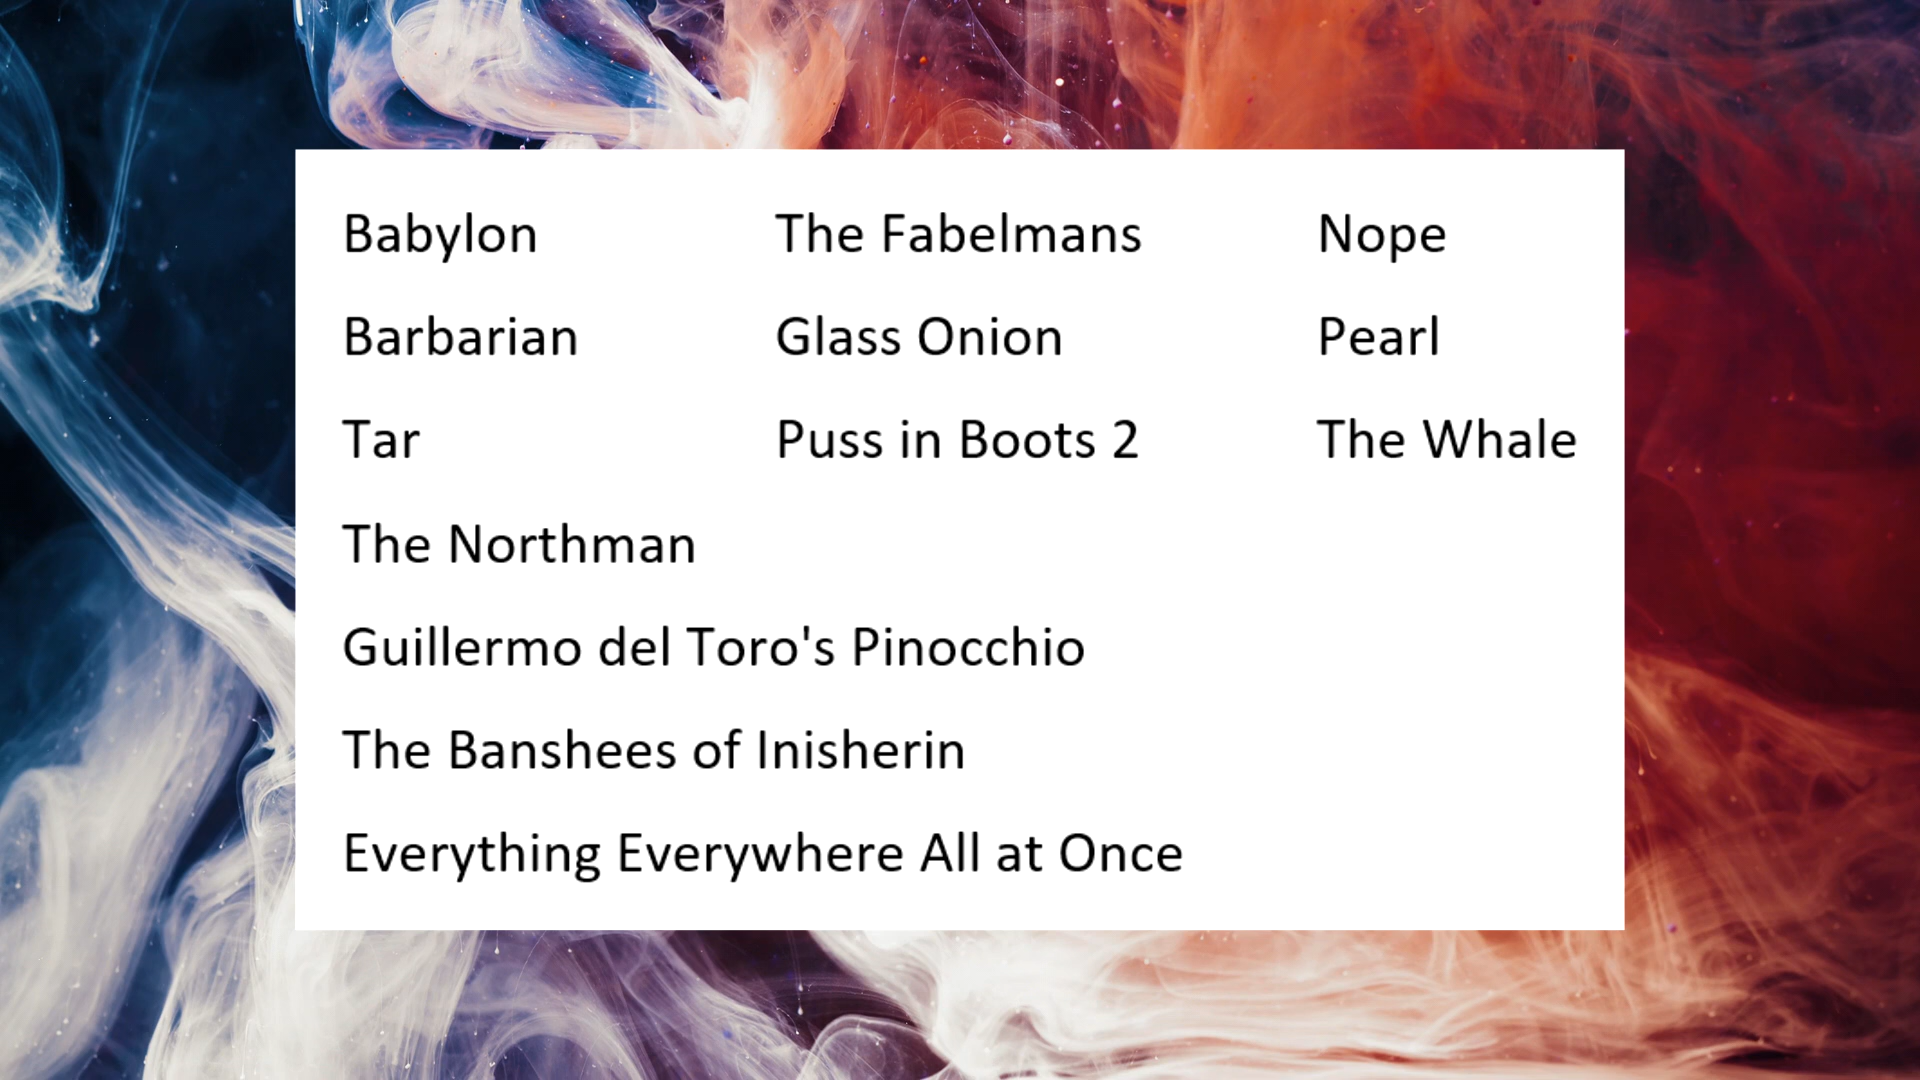 Babylon The Fabelmans Nope
Barbarian Glass Onion Pearl
Tar Puss in Boots 2 The Whale
The Northman
Guillermo del Toro's Pinocchio
The Banshees of Inisherin
Everything Everywhere All at Once